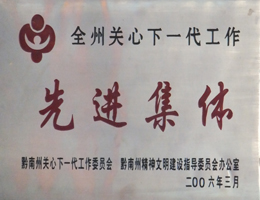 全州关心下一代工作
先进集体
黔南州关心下一代工作委员会 黔南州精神文明建设指导委员会办公室
二00六年三月